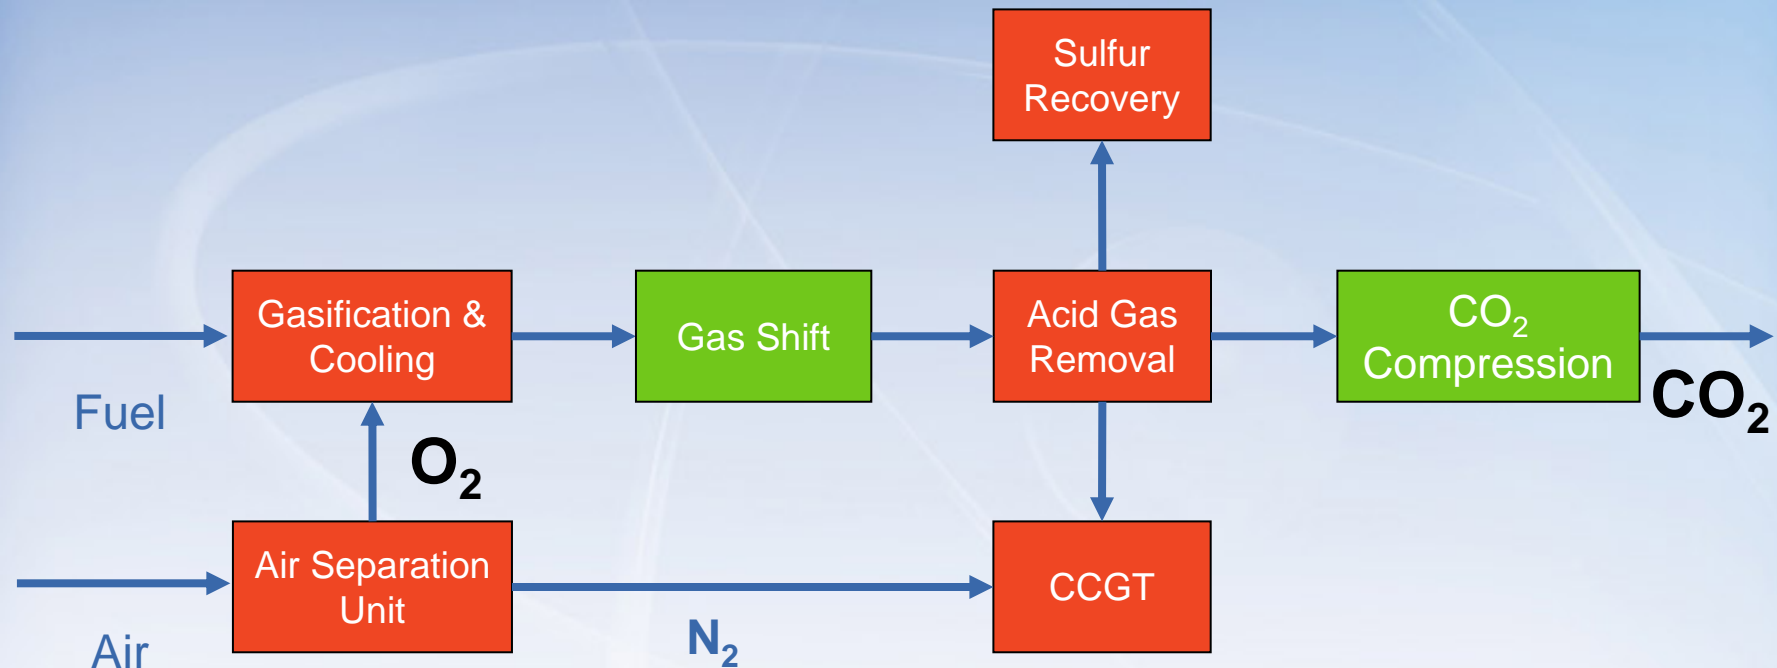 Sulfur
Recovery
Gasification &
Cooling
Gas Shift
Acid Gas
Removal
CO₂
Compression
Fuel
O₂
CO₂
Air Separation
Unit
CCGT
Air
N₂